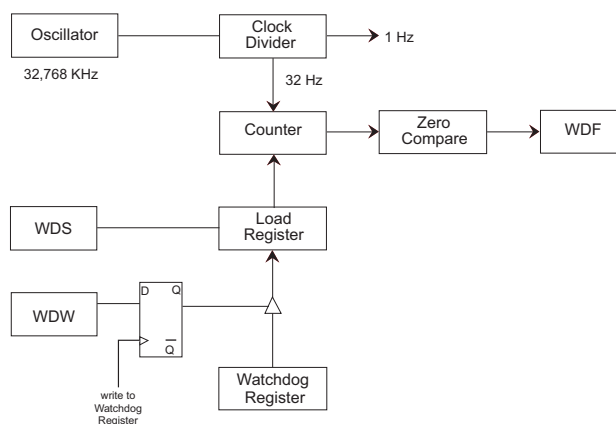 Oscillator
Clock
Divider
1 Hz
32,768 KHz
32 Hz
Counter
Zero
Compare
WDF
WDS
Load
Register
WDW
D
Q
Q
Watchdog
Register
write to
Watchdog
Register